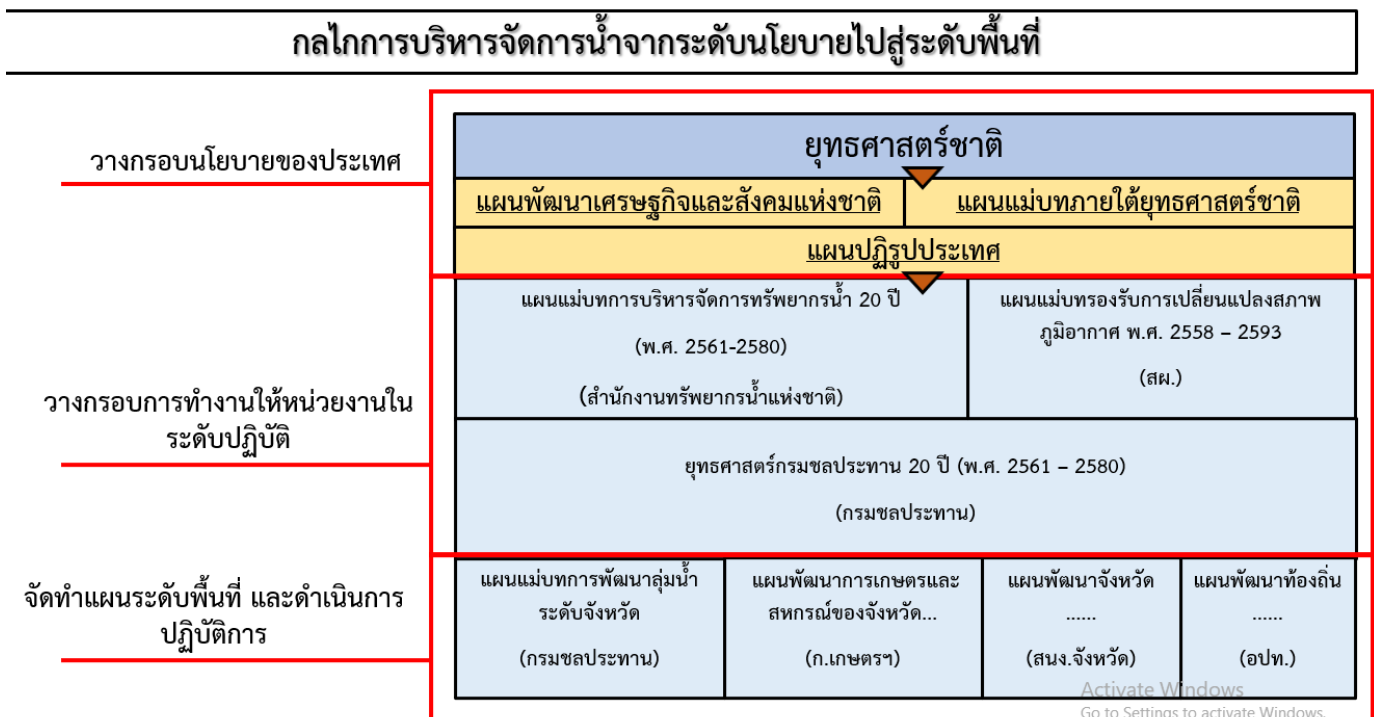 กลไกการบริหารจัดการน้ำจากระดับนโยบายไปสู่ระดับพื้นที่
วางกรอบนโยบายของประเทศ
ยุทธศาสตร์ชาติ
แผนพัฒนาเศรษฐกิจและสังคมแห่งชาติ
แผนแม่บทภายใต้ยุทธศาสตร์ชาติ
แผนปฏิรูปประเทศ
วางกรอบการทำงานให้หน่วยงานใน
ระดับปฏิบัติ
แผนแม่บทการบริหารจัดการทรัพยากรน้ำ 20 ปี
(พ.ศ. 2561-2580)
(สำนักงานทรัพยากรน้ำแห่งชาติ)
แผนแม่บทรองรับการเปลี่ยนแปลงสภาพ
ภูมิอากาศ พ.ศ. 2558 – 2593
(สผ.)
ยุทธศาสตร์กรมชลประทาน 20 ปี (พ.ศ. 2561 – 2580)
(กรมชลประทาน)
จัดทำแผนระดับพื้นที่ และดำเนินการ
ปฏิบัติการ
แผนแม่บทการพัฒนาลุ่มน้ำ
ระดับจังหวัด
(กรมชลประทาน)
แผนพัฒนาการเกษตรและ
สหกรณ์ของจังหวัด...
(ก.เกษตรฯ)
แผนพัฒนาจังหวัด
......
(สนง.จังหวัด)
แผนพัฒนาท้องถิ่น
......
(อปท.)
Activate Windows
Go to Settings to activate Windows.